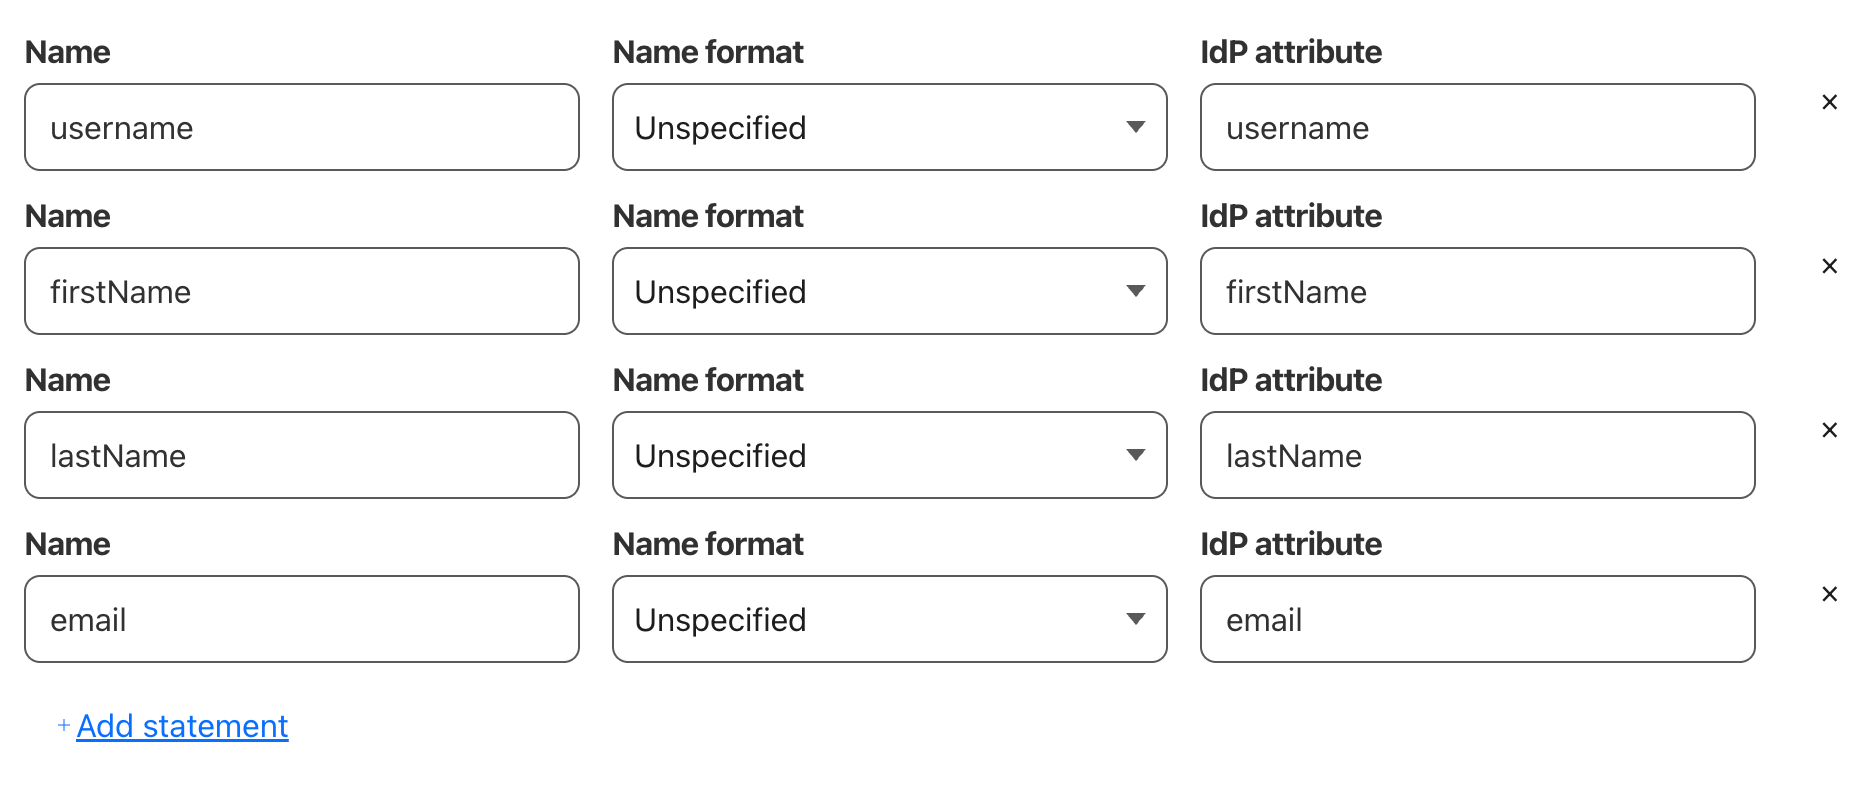 Name Name format IdP attribute
username Unspecified username ×
Name Name format IdP attribute
firstName Unspecified firstName ×
Name Name format IdP attribute
lastName Unspecified lastName ×
Name Name format IdP attribute
email Unspecified email ×
+ Add statement